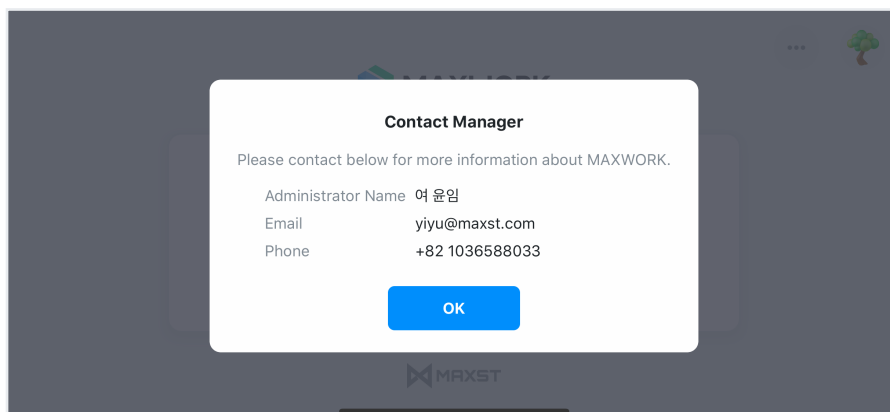 MAXWORK
Contact Manager
Please contact below for more information about MAXWORK.
Administrator Name 여 윤임
Email yiyu@maxst.com
Phone +82 1036588033
OK
MAXST